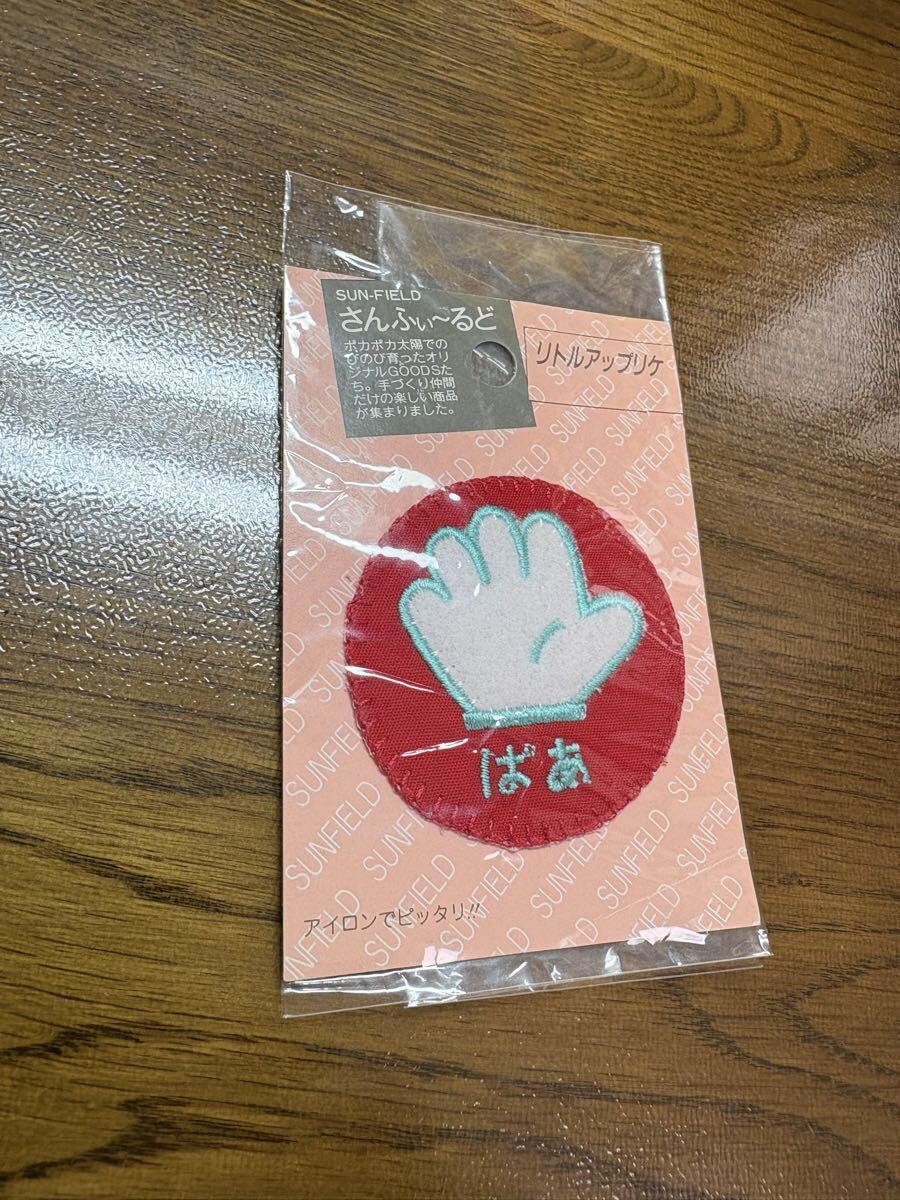 SUN-FIELD
さんふぃ〜るど
ポカポカ太陽での
びのび育ったオリ
ジナルGOODSた
ち。手づくり仲間
だけの楽しい商品
が集まりました。
リトルアップリケ
ぱあ
アイロンでピッタリ!!
SUNFIELD